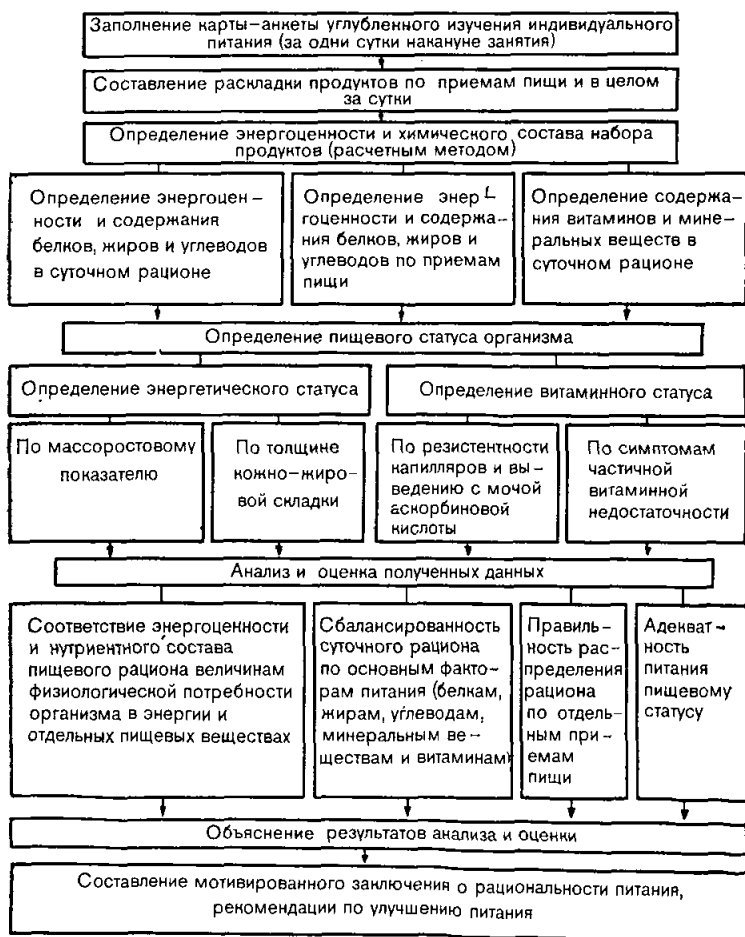 Заполнение карты-анкеты углубленного изучения индивидуального
питания (за одни сутки накануне занятия)
Составление раскладки продуктов по приемам пищи и в целом
за сутки
Определение энергоценности и химического состава набора
продуктов (расчетным методом)
Определение энергоцен-
ности и содержания
белков, жиров и углеводов
в суточном рационе
Определение энер-
гоценности и содержа-
ния белков, жиров и
углеводов по приемам
пищи
Определение содержа-
ния витаминов и мине-
ральных веществ в
суточном рационе
Определение пищевого статуса организма
Определение энергетического статуса
Определение витаминного статуса
По массоростовому
показателю
По толщине
кожно-жиро-
вой складки
По резистентности
капилляров и вы-
ведению с мочой
аскорбиновой
кислоты
По симптомам
частичной
витаминной
недостаточности
Анализ и оценка полученных данных
Соответствие энергоценности
и нутриентного состава
пищевого рациона величинам
физиологической потребности
организма в энергии и
отдельных пищевых веществах
Сбалансированность
суточного рациона
по основным факто-
рам питания (белкам,
жирам, углеводам,
минеральным ве-
ществам и витаминам)
Правиль-
ность рас-
пределения
рациона
по отдель-
ным при-
емам
пищи
Адекват-
ность
питания
пищевому
статусу
Объяснение результатов анализа и оценки
Составление мотивированного заключения о рациональности питания,
рекомендации по улучшению питания